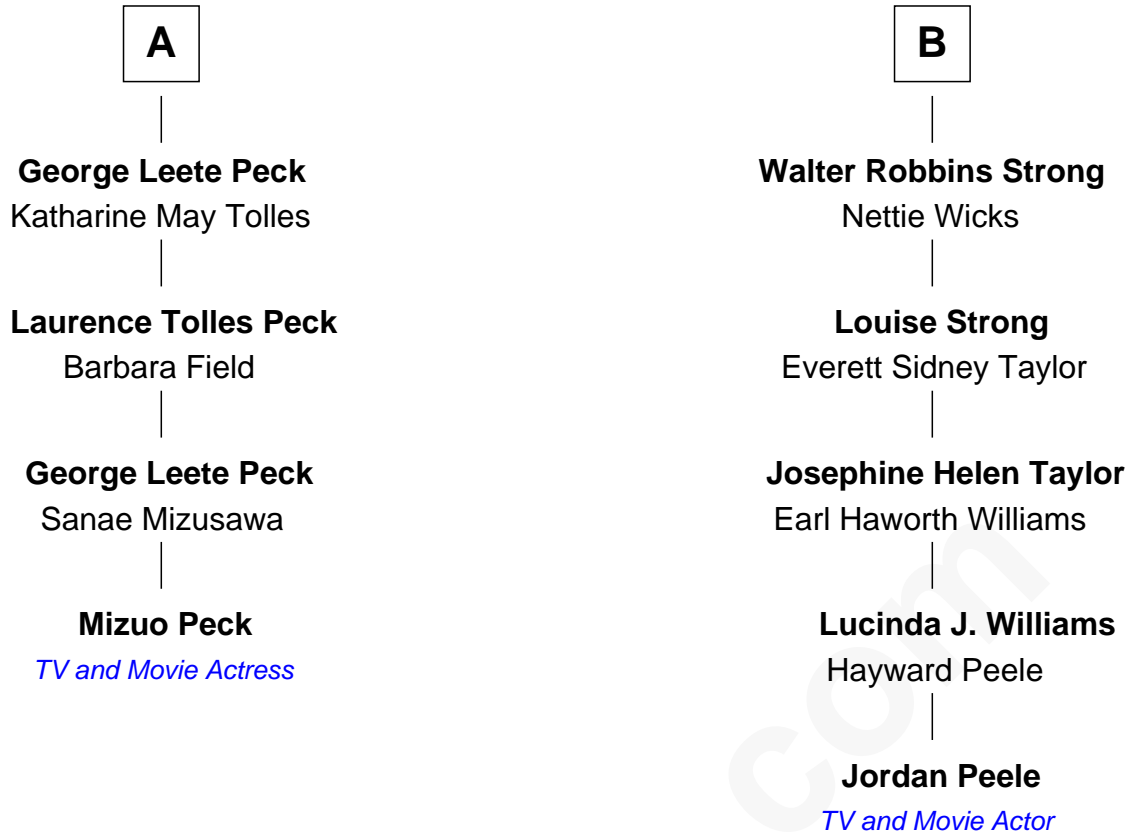 A
George Leete Peck
Katharine May Tolles
Laurence Tolles Peck
Barbara Field
George Leete Peck
Sanae Mizusawa
Mizuo Peck
TV and Movie Actress
B
Walter Robbins Strong
Nettie Wicks
Louise Strong
Everett Sidney Taylor
Josephine Helen Taylor
Earl Haworth Williams
Lucinda J. Williams
Hayward Peele
Jordan Peele
TV and Movie Actor
com